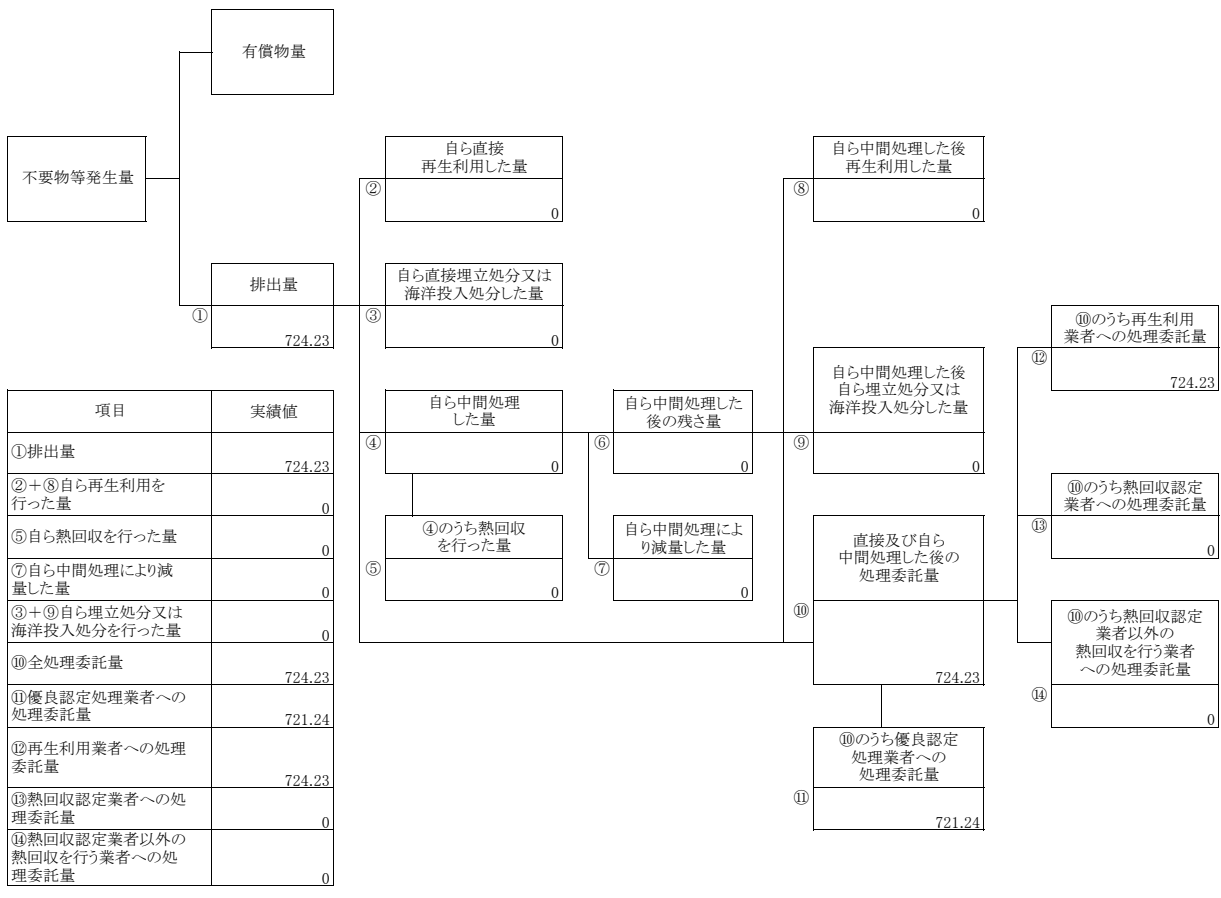 有償物量
不要物等発生量
自ら直接
再生利用した量
②
0
自ら中間処理した後
再生利用した量
⑧
0
排出量
①
724.23
自ら直接埋立処分又は
海洋投入処分した量
③
0
自ら中間処理した後
自ら埋立処分又は
海洋投入処分した量
⑨
0
⑩のうち再生利用
業者への処理委託量
⑫
724.23
自ら中間処理
した量
④
0
自ら中間処理した
後の残さ量
⑥
0
④のうち熱回収
を行った量
⑤
0
自ら中間処理によ
り減量した量
⑦
0
直接及び自ら
中間処理した後の
処理委託量
⑩
724.23
⑩のうち熱回収認定
業者への処理委託量
⑬
0
⑩のうち熱回収認定
業者以外の
熱回収を行う業者
への処理委託量
⑭
0
⑩のうち優良認定
処理業者への
処理委託量
⑪
721.24
項目 実績値
①排出量
724.23
②＋⑧自ら再生利用を
行った量
0
⑤自ら熱回収を行った量
0
⑦自ら中間処理により減
量した量
0
③＋⑨自ら埋立処分又は
海洋投入処分を行った量
0
⑩全処理委託量
724.23
⑪優良認定処理業者への
処理委託量
721.24
⑫再生利用業者への処理
委託量
724.23
⑬熱回収認定業者への処
理委託量
0
⑭熱回収認定業者以外の
熱回収を行う業者への処
理委託量
0